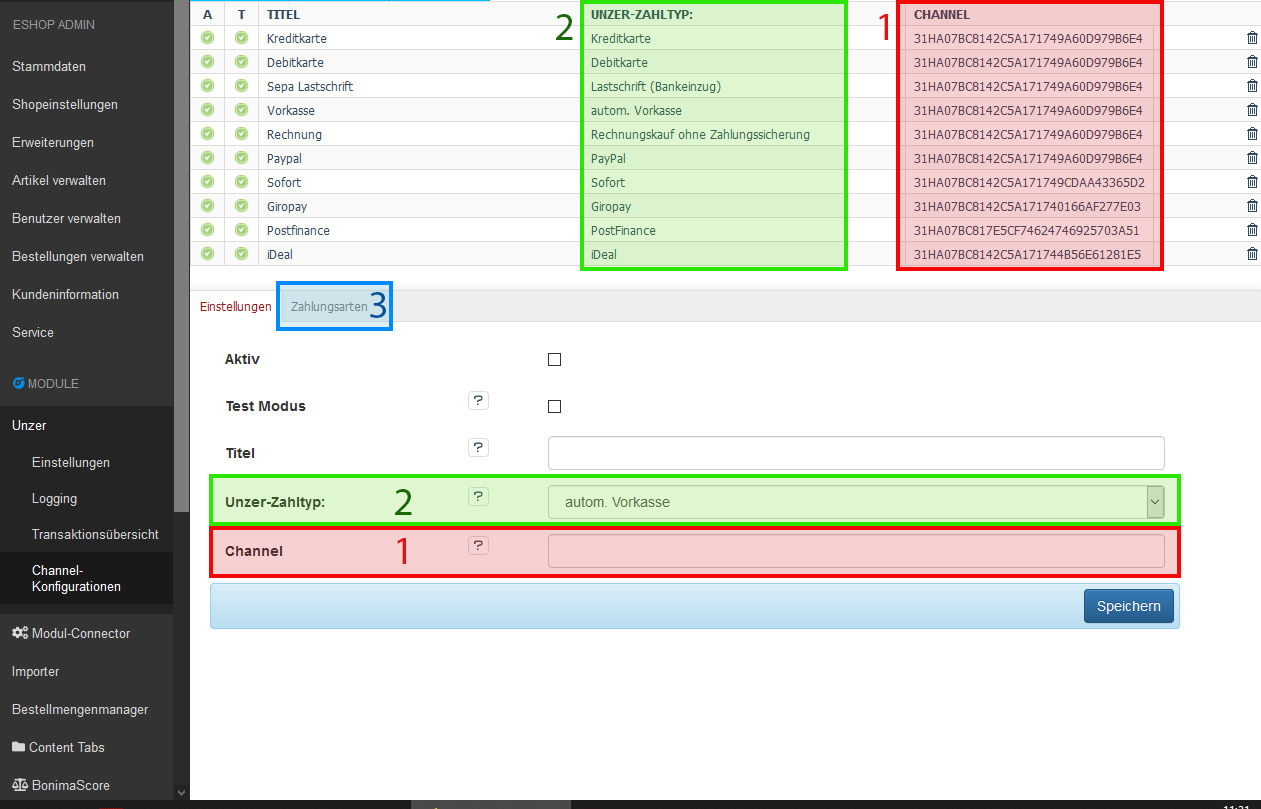 ESHOP ADMIN
Stammdaten
Shopeinstellungen
Erweiterungen
Artikel verwalten
Benutzer verwalten
Bestellungen verwalten
Kundeninformation
Service
MODULE
Unzer
Einstellungen
Logging
Transaktionsübersicht
Channel-
Konfigurationen
Modul-Connector
Importer
Bestellmengenmanager
Content Tabs
BonimaScore
A T TITEL 2 UNZER-ZAHLTYP: 1 CHANNEL
Kreditkarte Kreditkarte 31HA07BC8142C5A171749A60D979B6E4
Debitkarte Debitkarte 31HA07BC8142C5A171749A60D979B6E4
Sepa Lastschrift Lastschrift (Bankeinzug) 31HA07BC8142C5A171749A60D979B6E4
Vorkasse autom. Vorkasse 31HA07BC8142C5A171749A60D979B6E4
Rechnung Rechnungskauf ohne Zahlungssicherung 31HA07BC8142C5A171749A60D979B6E4
Paypal PayPal 31HA07BC8142C5A171749A60D979B6E4
Sofort Sofort 31HA07BC8142C5A171749CDAA43365D2
Giropay Giropay 31HA07BC8142C5A171740166AF277E03
Postfinance PostFinance 31HA07BC817E5CF74624746925703A51
iDeal iDeal 31HA07BC8142C5A171744B56E61281E5
Einstellungen Zahlungsarten 3
Aktiv
Test Modus ?
Titel ?
Unzer-Zahltyp: 2 ? autom. Vorkasse
Channel 1 ?
Speichern